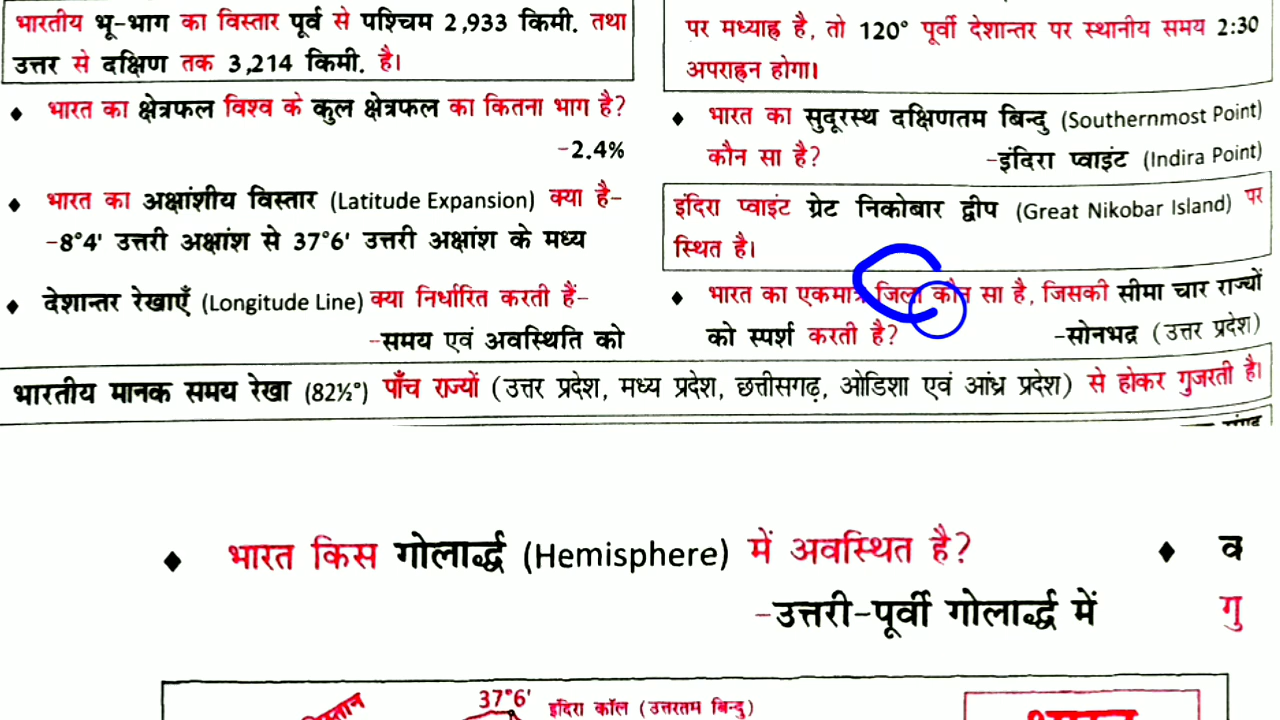 भारतीय भू-भाग का विस्तार पूर्व से पश्चिम 2,933 किमी. तथा
उत्तर से दक्षिण तक 3,214 किमी. है।
♦ भारत का क्षेत्रफल विश्व के कुल क्षेत्रफल का कितना भाग है?
-2.4%
♦ भारत का अक्षांशीय विस्तार (Latitude Expansion) क्या है-
-8°4' उत्तरी अक्षांश से 37°6' उत्तरी अक्षांश के मध्य
♦ देशान्तर रेखाएँ (Longitude Line) क्या निर्धारित करती हैं-
-समय एवं अवस्थिति को
पर मध्याह्न है, तो 120° पूर्वी देशान्तर पर स्थानीय समय 2:30
अपराह्रन होगा।
♦ भारत का सुदूरस्थ दक्षिणतम बिन्दु (Southernmost Point)
कौन सा है? -इंदिरा प्वाइंट (Indira Point)
इंदिरा प्वाइंट ग्रेट निकोबार द्वीप (Great Nikobar Island) पर
स्थित है।
♦ भारत का एकमात्र जिला कौन सा है, जिसकी सीमा चार राज्यों
को स्पर्श करती है? -सोनभद्र (उत्तर प्रदेश)
भारतीय मानक समय रेखा (82½°) पाँच राज्यों (उत्तर प्रदेश, मध्य प्रदेश, छत्तीसगढ़, ओडिशा एवं आंध्र प्रदेश) से होकर गुजरती है।
♦ भारत किस गोलार्द्ध (Hemisphere) में अवस्थित है?
-उत्तरी-पूर्वी गोलार्द्ध में
♦ व
गु
37°6' इंदिरा कॉल (उत्तरतम बिन्दु)